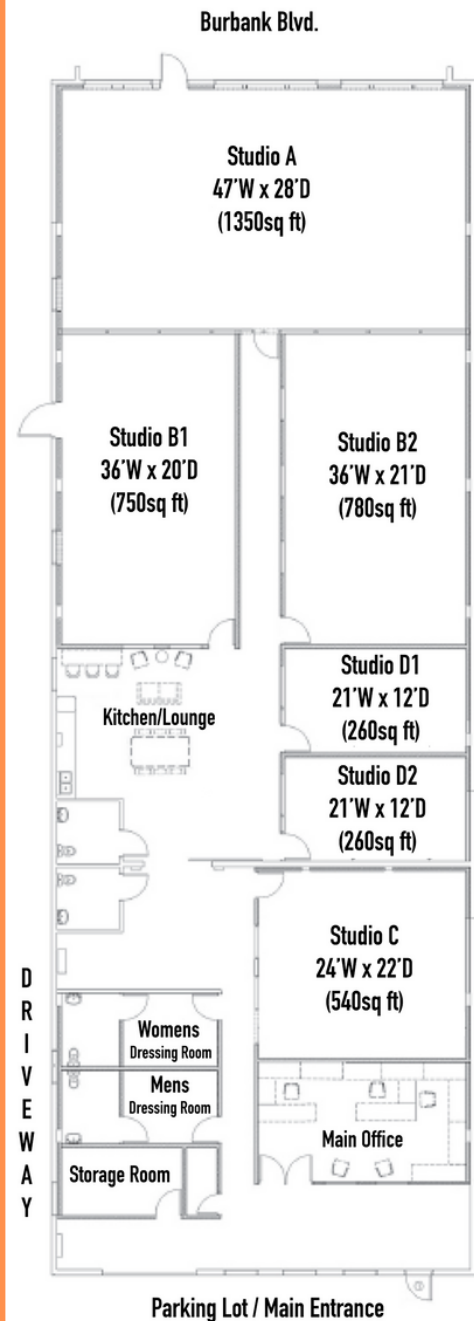 Burbank Blvd.
Studio A
47'W x 28'D
(1350sq ft)
Studio B1
36'W x 20'D
(750sq ft)
Studio B2
36'W x 21'D
(780sq ft)
Kitchen/Lounge
Studio D1
21'W x 12'D
(260sq ft)
Studio D2
21'W x 12'D
(260sq ft)
Studio C
24'W x 22'D
(540sq ft)
D
R
I
V
E
W
A
Y
Womens
Dressing Room
Mens
Dressing Room
Main Office
Storage Room
Parking Lot / Main Entrance